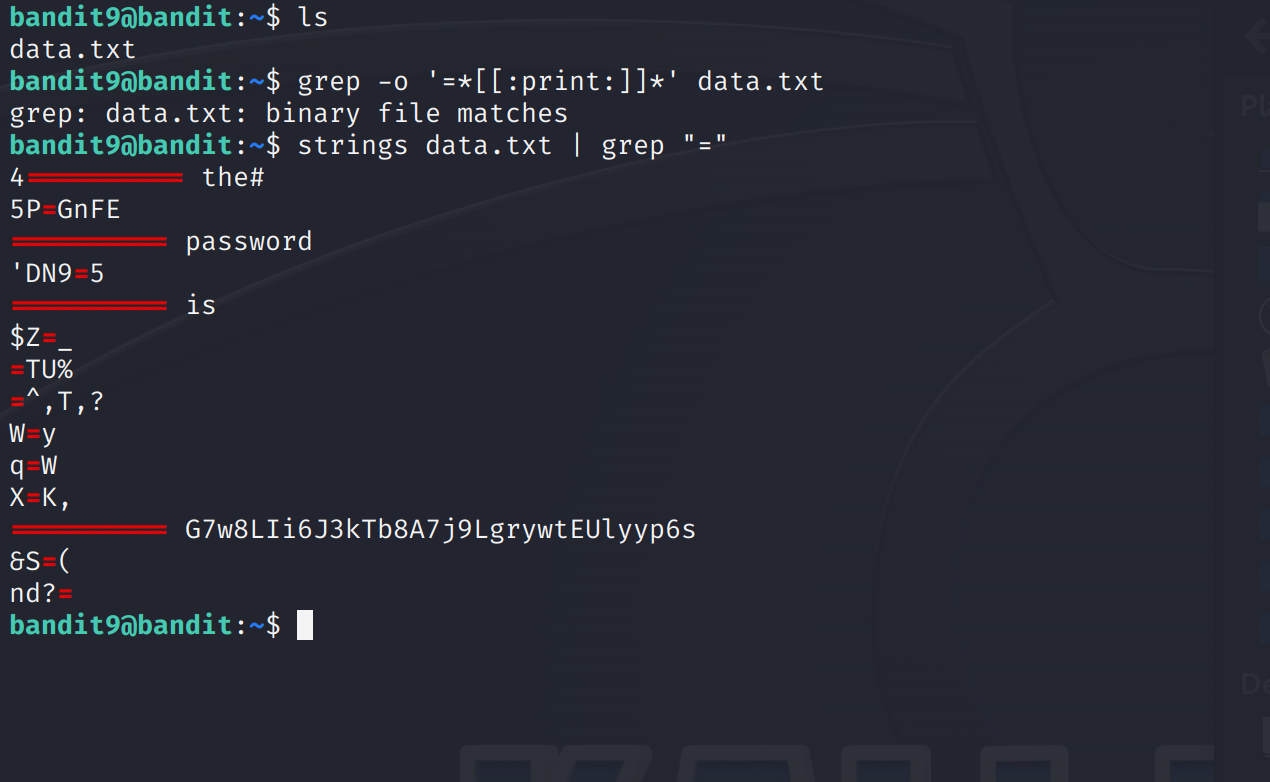 bandit9@bandit:~$ ls
data.txt
bandit9@bandit:~$ grep -o '=*[[:print:]]*' data.txt
grep: data.txt: binary file matches
bandit9@bandit:~$ strings data.txt | grep "="
4========== the#
5P=GnFE
========== password
'DN9=5
========== is
$Z=_
=TU%
=^,T,?
W=y
q=W
X=K,
========== G7w8LIi6J3kTb8A7j9LgrywtEUlyyp6s
&S=(
nd?=
bandit9@bandit:~$